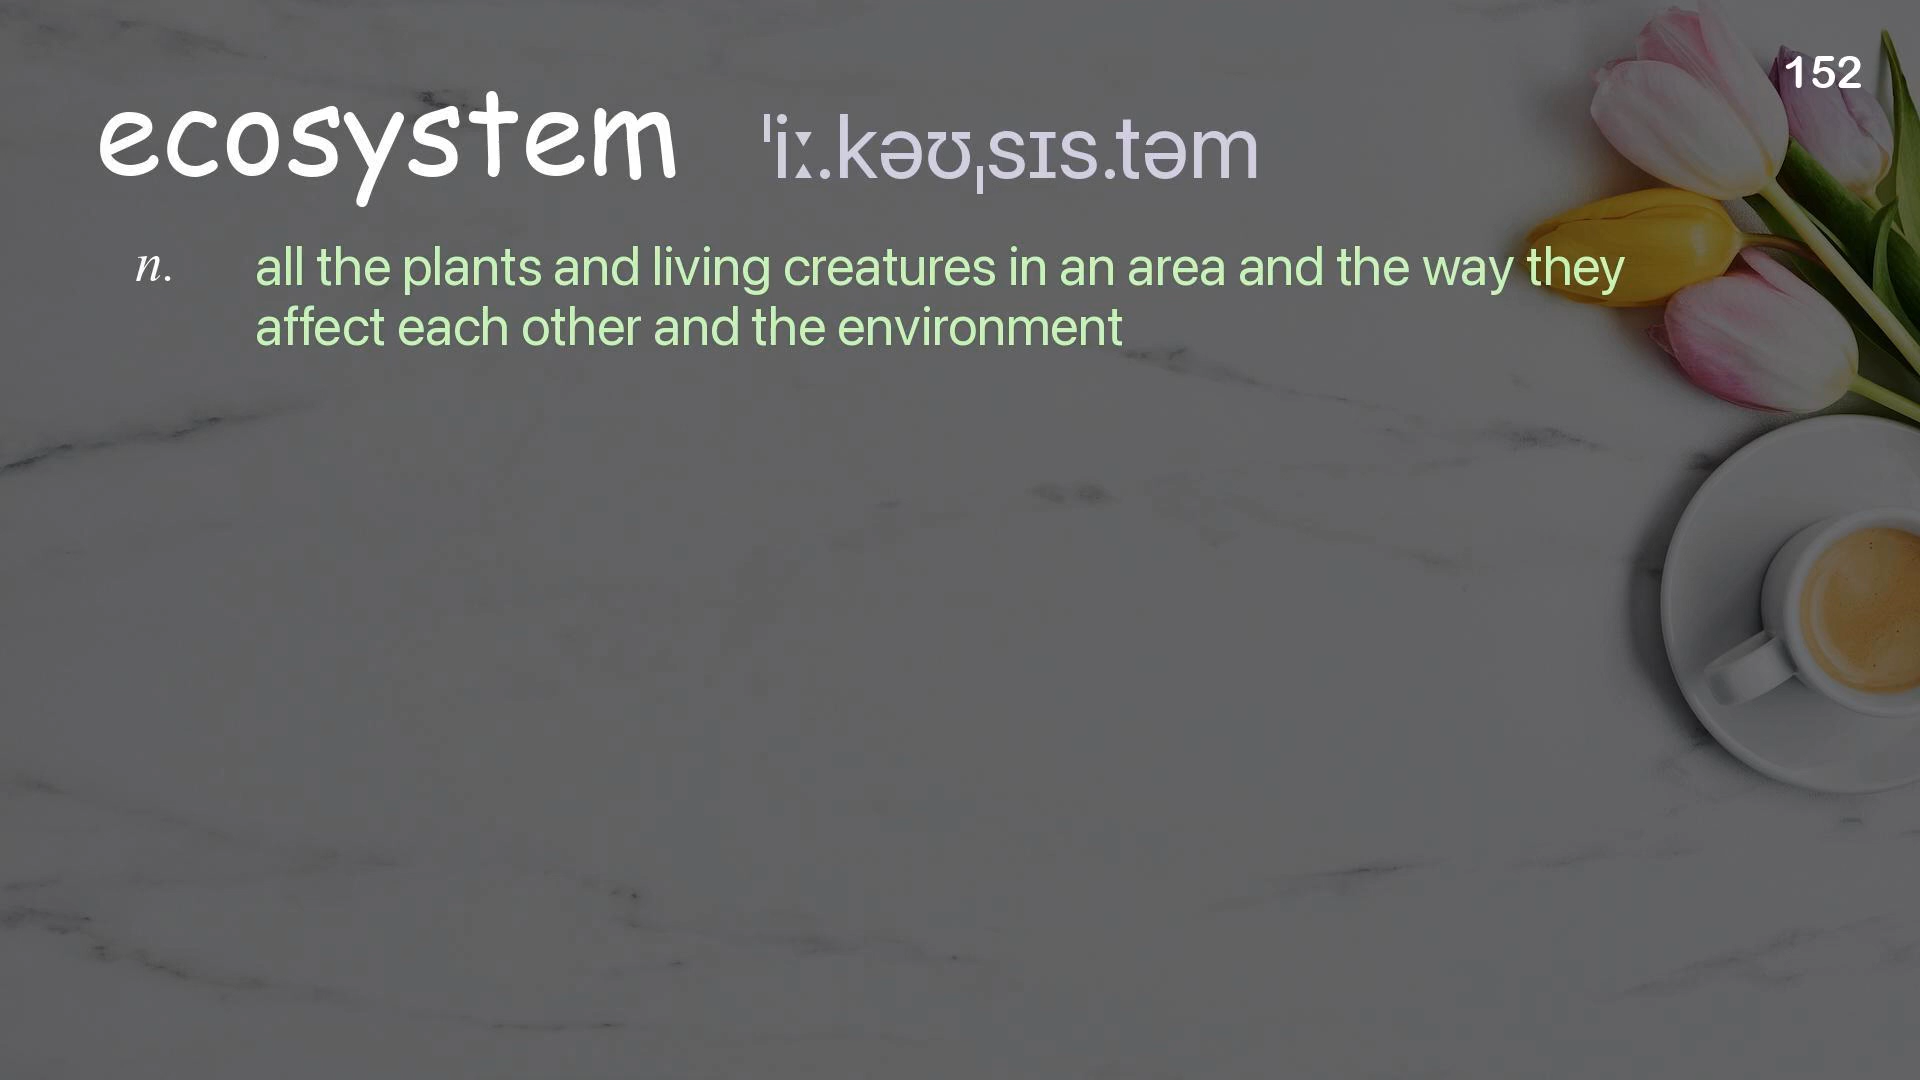 152
ecosystem ˈiː.kəʊˌsɪs.təm
n. all the plants and living creatures in an area and the way they
affect each other and the environment